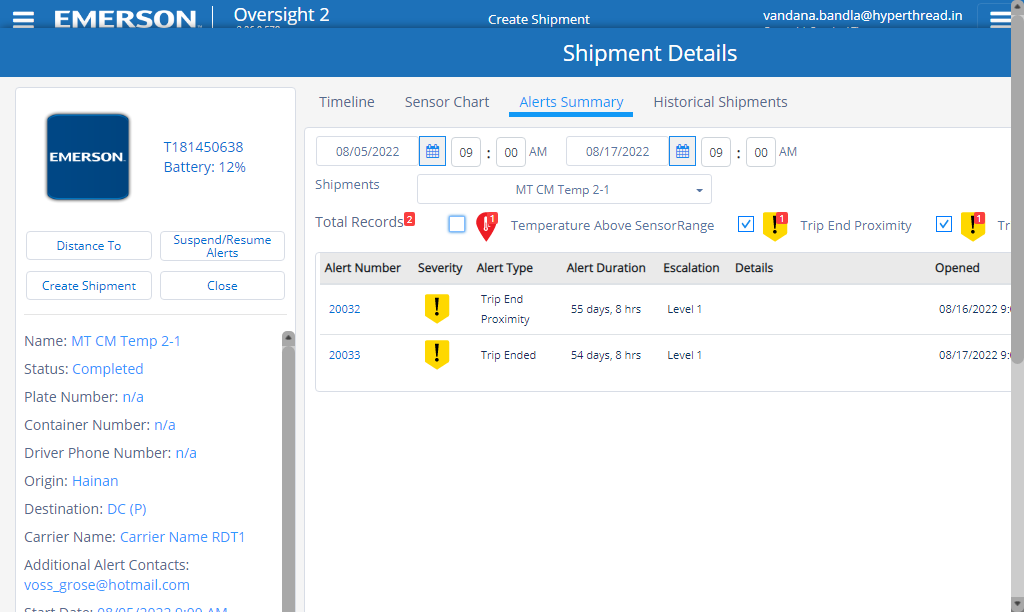 EMERSON Oversight 2
Create Shipment
vandana.bandla@hyperthread.in
Shipment Details
EMERSON
T181450638
Battery: 12%
Distance To
Suspend/Resume
Alerts
Create Shipment
Close
Name: MT CM Temp 2-1
Status: Completed
Plate Number: n/a
Container Number: n/a
Driver Phone Number: n/a
Origin: Hainan
Destination: DC (P)
Carrier Name: Carrier Name RDT1
Additional Alert Contacts:
voss_grose@hotmail.com
Start Date: 08/05/2022 9:00 AM
Timeline Sensor Chart Alerts Summary Historical Shipments
08/05/2022 09 : 00 AM 08/17/2022 09 : 00 AM
Shipments MT CM Temp 2-1
Total Records 2 1 Temperature Above SensorRange ! 1 Trip End Proximity ! 1 Tr
Alert Number Severity Alert Type Alert Duration Escalation Details Opened
20032 ! Trip End
Proximity 55 days, 8 hrs Level 1 08/16/2022 9:0
20033 ! Trip Ended 54 days, 8 hrs Level 1 08/17/2022 9:0